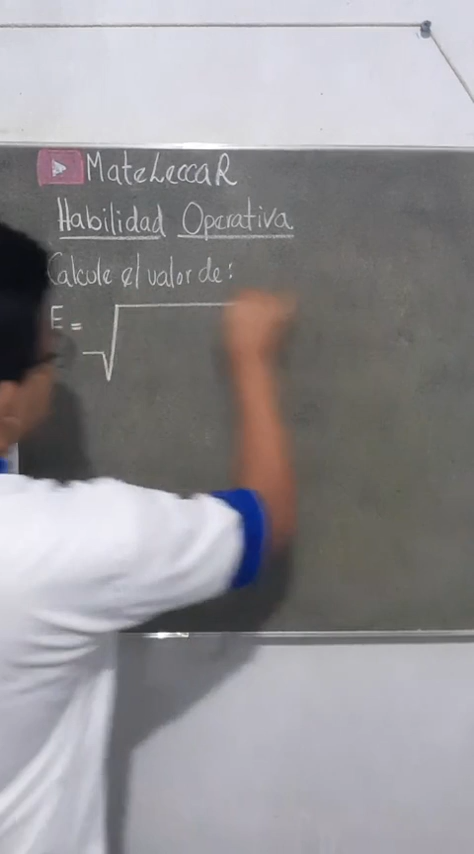 MateLeccaR
Habilidad Operativa
Calcule el valor de:
E = √